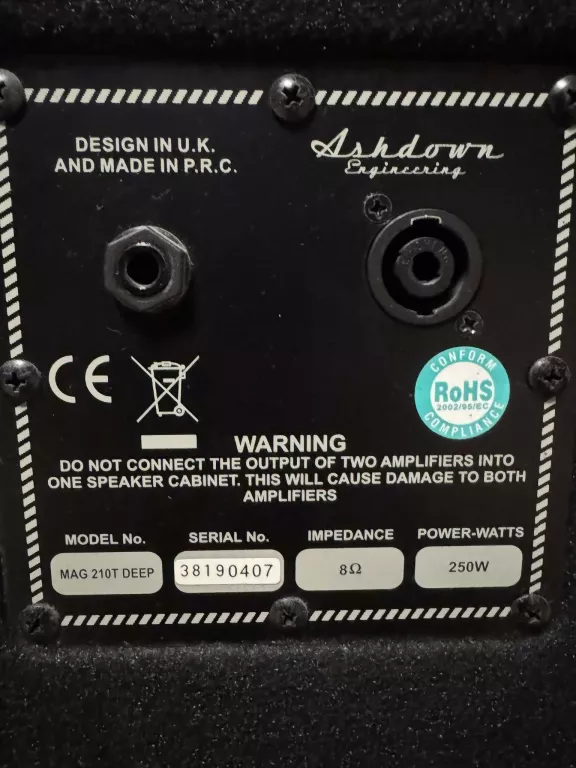 DESIGN IN U.K.
AND MADE IN P.R.C.
Ashdown
Engineering
CE
CONFORM
RoHS
2002/95/EC
COMPLIANCE
WARNING
DO NOT CONNECT THE OUTPUT OF TWO AMPLIFIERS INTO
ONE SPEAKER CABINET. THIS WILL CAUSE DAMAGE TO BOTH
AMPLIFIERS
MODEL No. SERIAL No. IMPEDANCE POWER-WATTS
MAG 210T DEEP 38190407 8Ω 250W